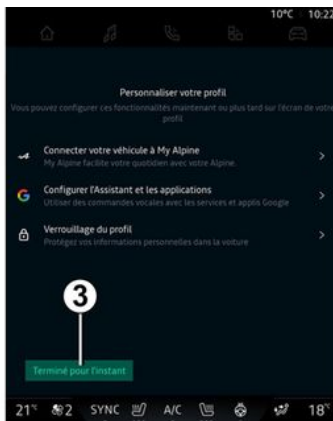 10°C 10:22
Personnaliser votre profil
Vous pouvez configurer ces fonctionnalités maintenant ou plus tard sur l'écran de votre
profil
Connecter votre véhicule à My Alpine
My Alpine facilite votre quotidien avec votre Alpine.
Configurer l'Assistant et les applications
Utiliser des commandes vocales avec les services et applis Google
Verrouillage du profil
Protégez vos informations personnelles dans la voiture
3
Terminé pour l'instant
21°C 2 SYNC A/C 18°C